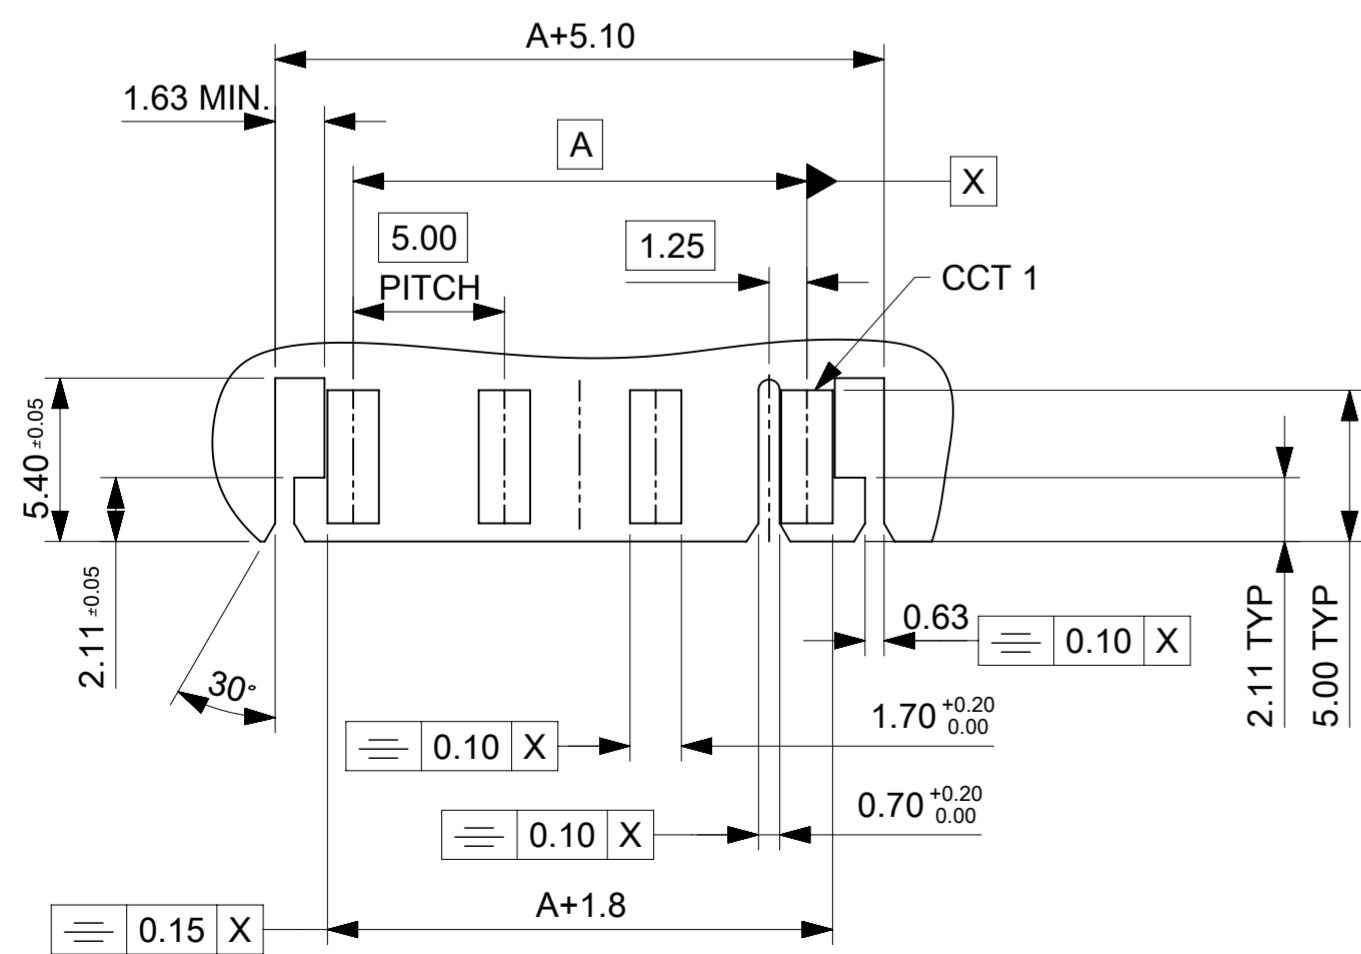 A+5.10
1.63 MIN.
A
X
5.00
PITCH
1.25
CCT 1
5.40 ±0.05
2.11 ±0.05
30°
0.63
⌯ 0.10 X
2.11 TYP
5.00 TYP
1.70 +0.20 0.00
⌯ 0.10 X
0.70 +0.20 0.00
⌯ 0.10 X
A+1.8
⌯ 0.15 X